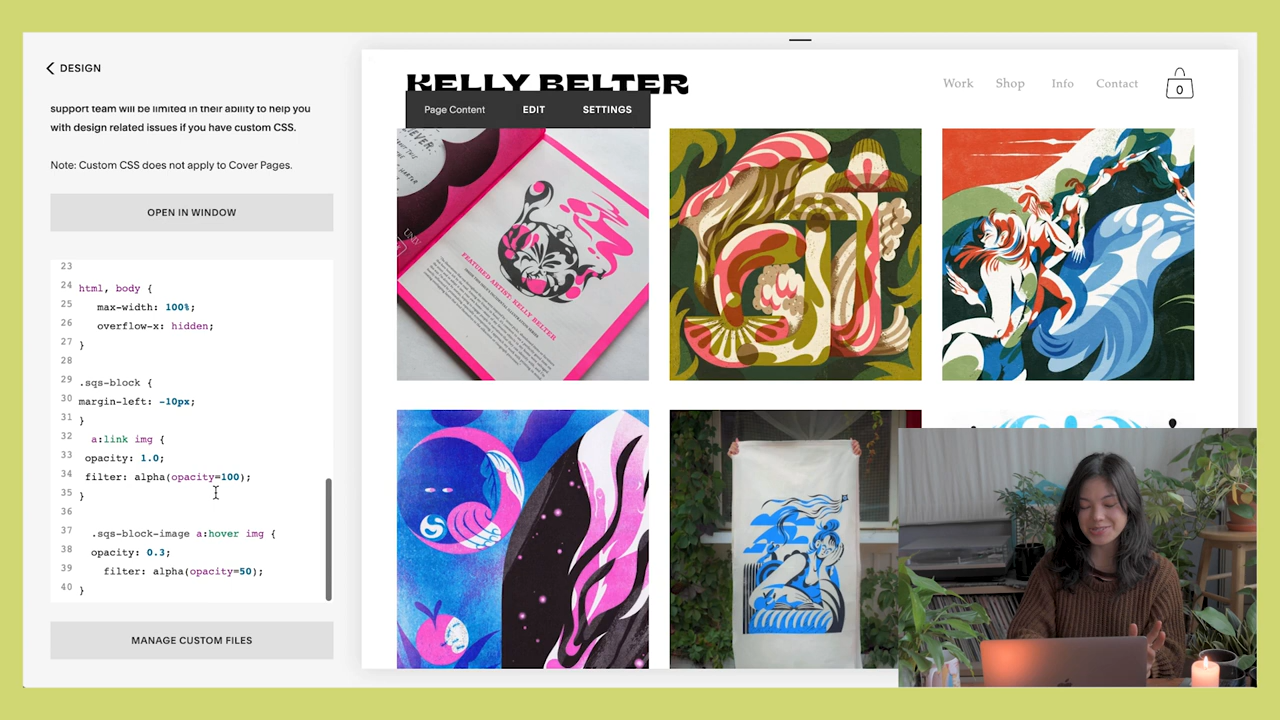 DESIGN
support team will be limited in their ability to help you
with design related issues if you have custom CSS.
Note: Custom CSS does not apply to Cover Pages.
OPEN IN WINDOW
23
24 html, body {
25 max-width: 100%;
26 overflow-x: hidden;
27 }
28
29 .sqs-block {
30 margin-left: -10px;
31 }
32 a:link img {
33 opacity: 1.0;
34 filter: alpha(opacity=100);
35 }
36
37 .sqs-block-image a:hover img {
38 opacity: 0.3;
39 filter: alpha(opacity=50);
40 }
MANAGE CUSTOM FILES
KELLY BELTER
Work Shop Info Contact 0
Page Content EDIT SETTINGS
FEATURED ARTIST: KELLY BELTER